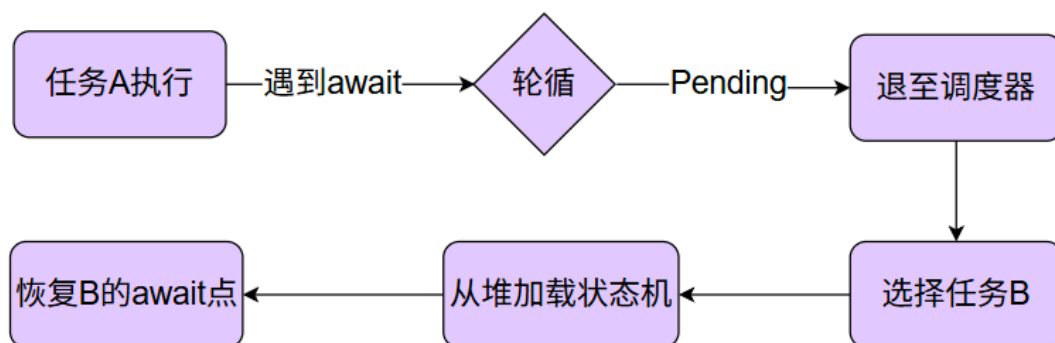 任务A执行
遇到await
轮循
Pending
退至调度器
选择任务B
从堆加载状态机
恢复B的await点